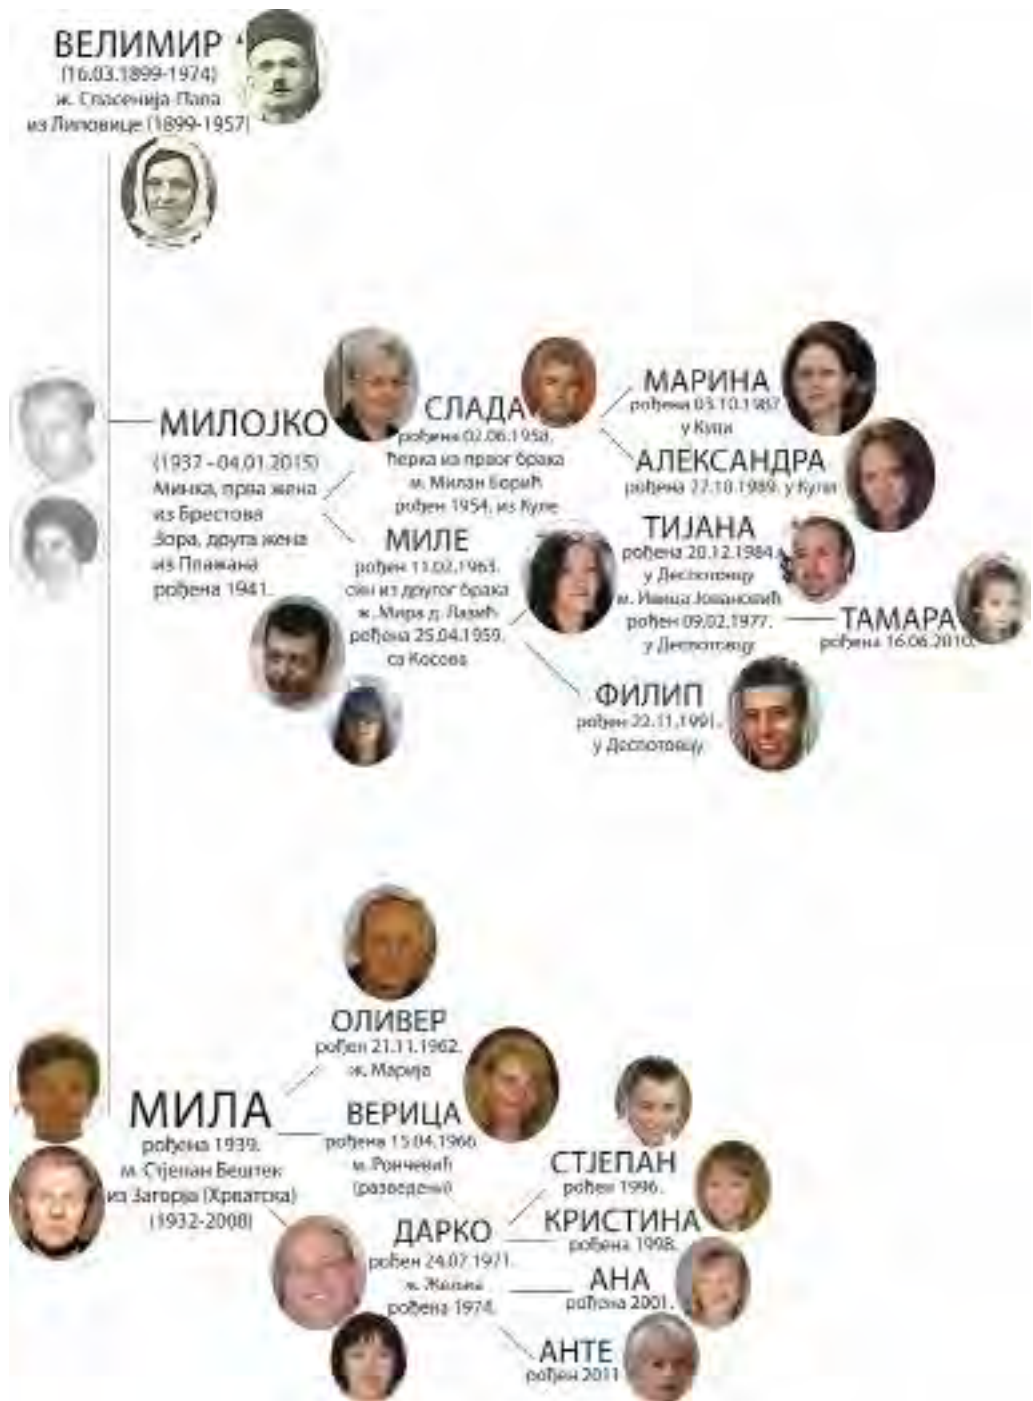 ВЕЛИМИР
(16.03.1899-1974)
ж. Спасенија-Папа
из Липовице (1899-1957)
МИЛОЈКО
(1937 – 04.01.2015)
Минка, прва жена
из Брестова
Зора, друга жена
из Плажана
рођена 1941.
СЛАДА
рођена 02.06.1958.
ћерка из првог брака
м. Милан Борић
рођен 1954. из Куле
МАРИНА
рођена 03.10.1987
у Кули
АЛЕКСАНДРА
рођена 27.10.1989. у Кули
МИЛЕ
рођен 11.02.1963.
син из другог брака
ж. Мира д. Лазић
рођена 25.04.1959.
са Косова
ТИЈАНА
рођена 20.12.1984.
у Деспотовцу
м. Ивица Јовановић
рођен 09.02.1977.
у Деспотовцу
ТАМАРА
рођена 16.06.2010.
ФИЛИП
рођен 22.11.1991.
у Деспотовцу
МИЛА
рођена 1939.
м. Стјепан Бештек
из Загорја (Хрватска)
(1932-2008)
ОЛИВЕР
рођен 21.11.1962.
ж. Марија
ВЕРИЦА
рођена 15.04.1966
м. Рончевић
(разведени)
ДАРКО
рођен 24.07.1971.
ж. Жељка
рођена 1974.
СТЈЕПАН
рођен 1996.
КРИСТИНА
рођена 1998.
АНА
рођена 2001.
АНТЕ
рођен 2011